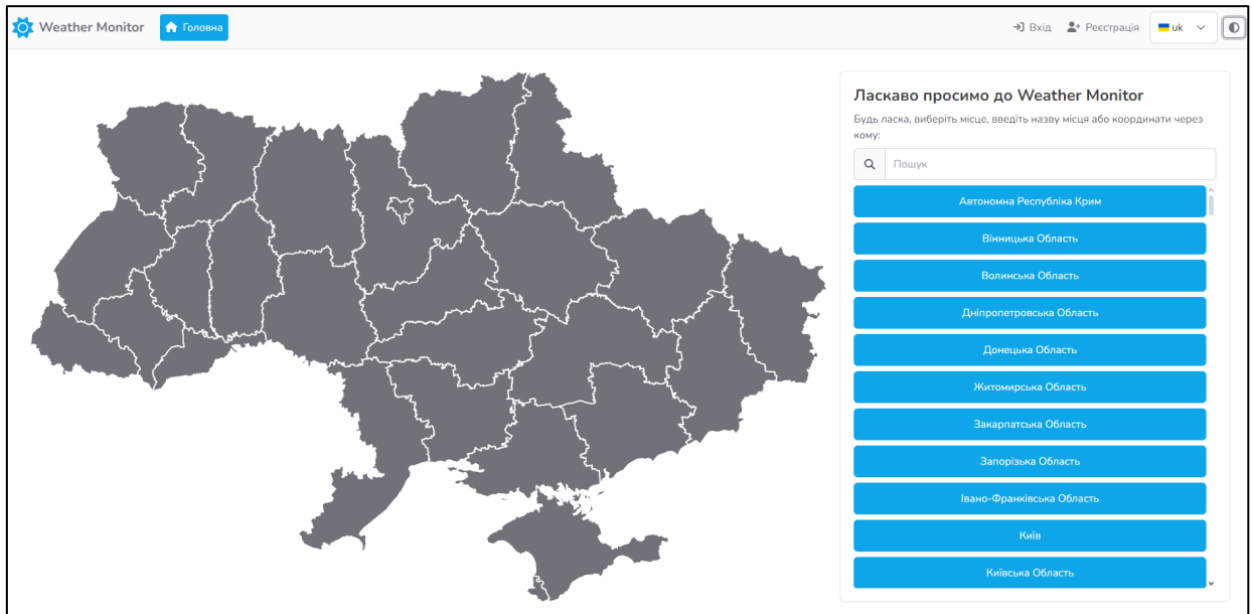 Weather Monitor
Головна
Вхід
Реєстрація
uk
Ласкаво просимо до Weather Monitor
Будь ласка, виберіть місце, введіть назву місця або координати через
кому:
Пошук
Автономна Республіка Крим
Вінницька Область
Волинська Область
Дніпропетровська Область
Донецька Область
Житомирська Область
Закарпатська Область
Запорізька Область
Івано-Франківська Область
Київ
Київська Область